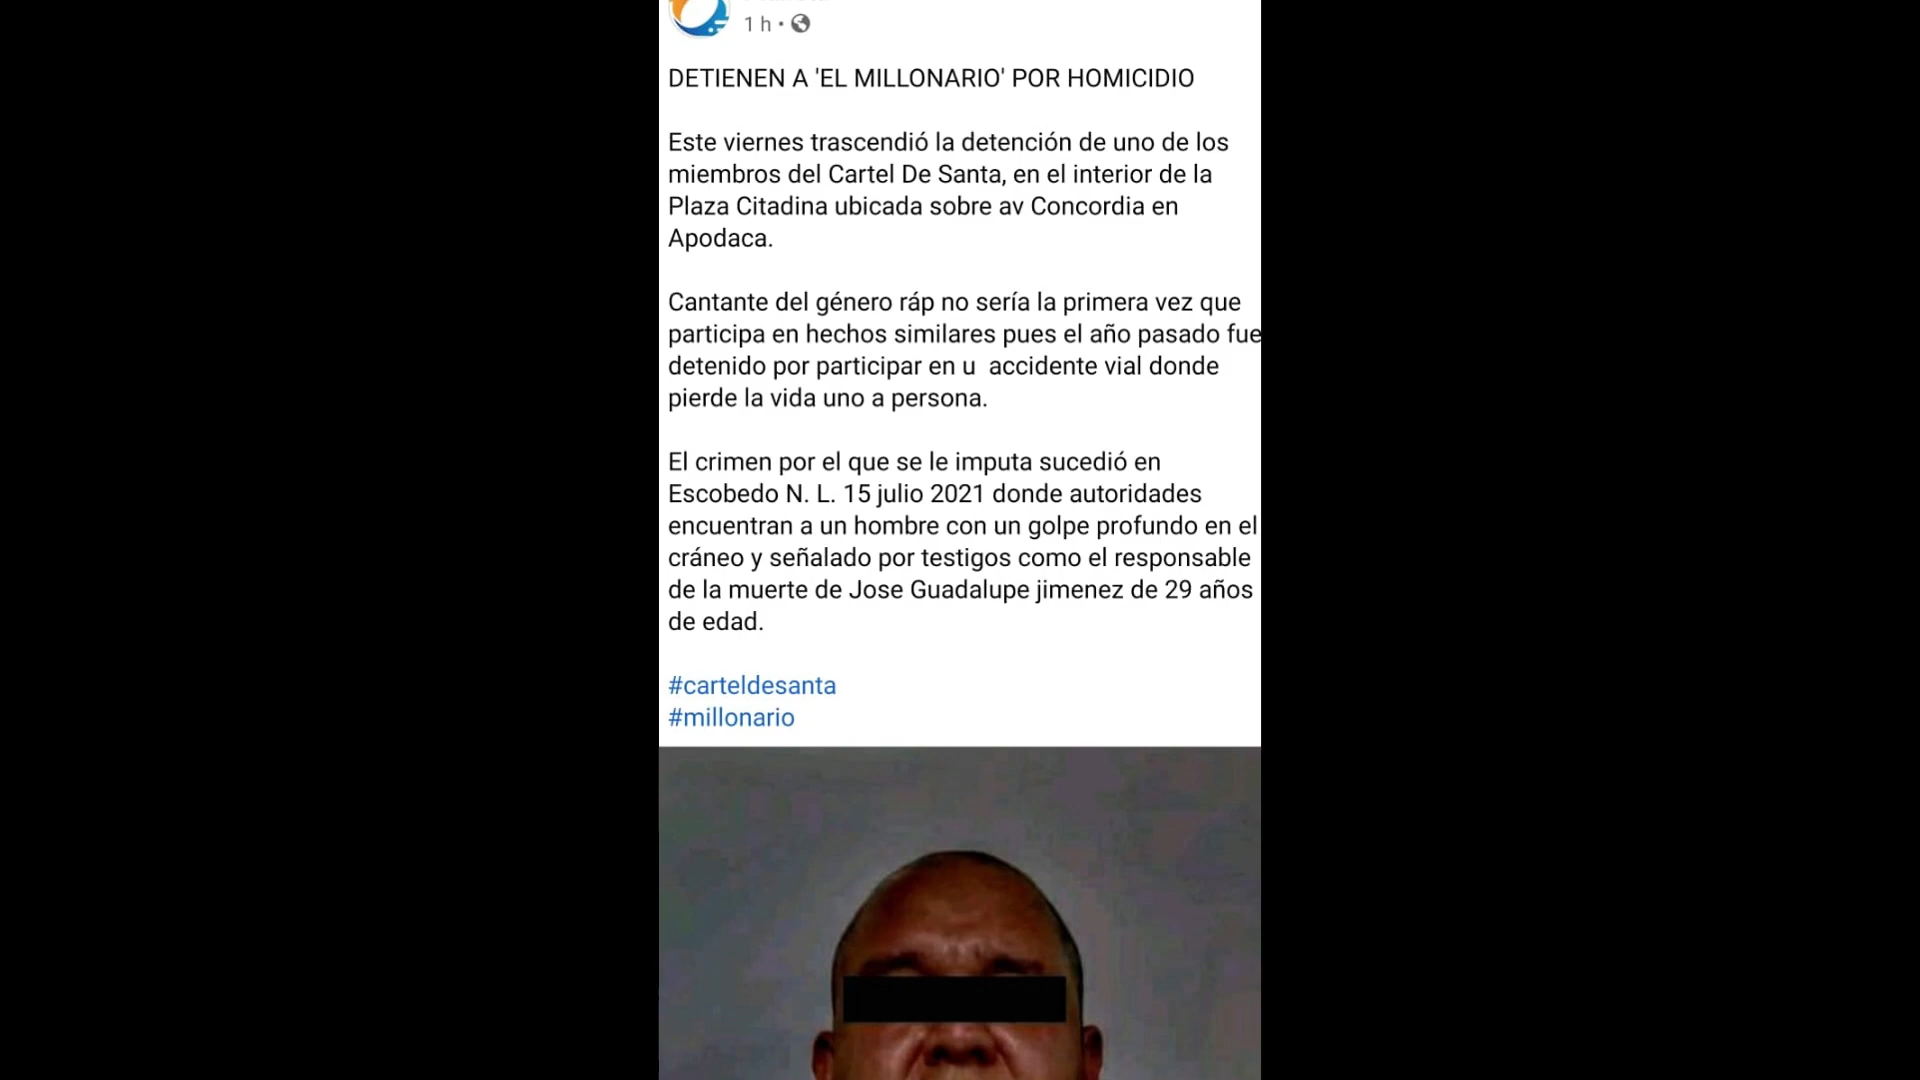 1 h •
DETIENEN A 'EL MILLONARIO' POR HOMICIDIO
Este viernes trascendió la detención de uno de los
miembros del Cartel De Santa, en el interior de la
Plaza Citadina ubicada sobre av Concordia en
Apodaca.
Cantante del género ráp no sería la primera vez que
participa en hechos similares pues el año pasado fue
detenido por participar en u  accidente vial donde
pierde la vida uno a persona.
El crimen por el que se le imputa sucedió en
Escobedo N. L. 15 julio 2021 donde autoridades
encuentran a un hombre con un golpe profundo en el
cráneo y señalado por testigos como el responsable
de la muerte de Jose Guadalupe jimenez de 29 años
de edad.
#carteldesanta
#millonario